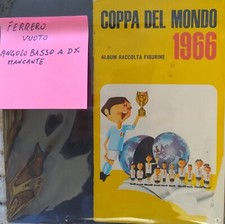 FERRERO
VUOTO
ANGOLO BASSO A DX
MANCANTE
COPPA DEL MONDO
1966
ALBUM RACCOLTA FIGURINE